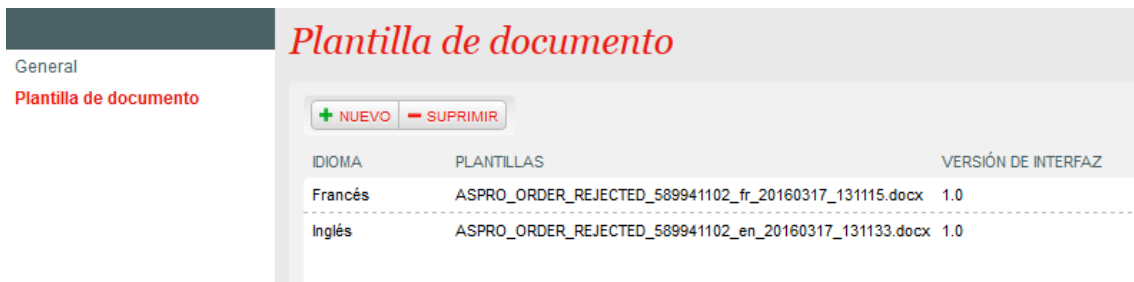 Plantilla de documento
General
Plantilla de documento
NUEVO SUPRIMIR
IDIOMA PLANTILLAS VERSIÓN DE INTERFAZ
Francés ASPRO_ORDER_REJECTED_589941102_fr_20160317_131115.docx 1.0
Inglés ASPRO_ORDER_REJECTED_589941102_en_20160317_131133.docx 1.0